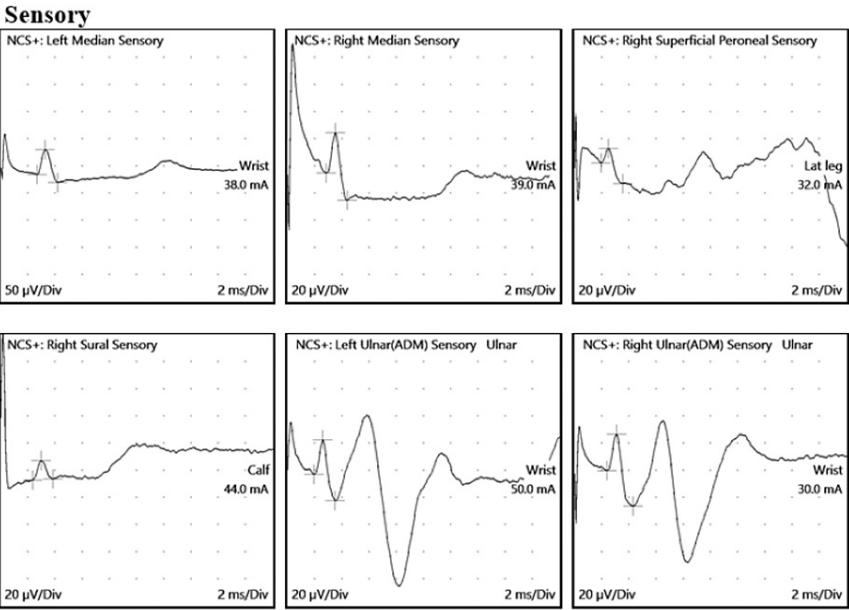 Sensory
NCS+: Left Median Sensory
Wrist
38.0 mA
50 µV/Div 2 ms/Div
NCS+: Right Median Sensory
Wrist
39.0 mA
20 µV/Div 2 ms/Div
NCS+: Right Superficial Peroneal Sensory
Lat leg
32.0 mA
20 µV/Div 2 ms/Div
NCS+: Right Sural Sensory
Calf
44.0 mA
20 µV/Div 2 ms/Div
NCS+: Left Ulnar(ADM) Sensory Ulnar
Wrist
50.0 mA
20 µV/Div 2 ms/Div
NCS+: Right Ulnar(ADM) Sensory Ulnar
Wrist
30.0 mA
20 µV/Div 2 ms/Div